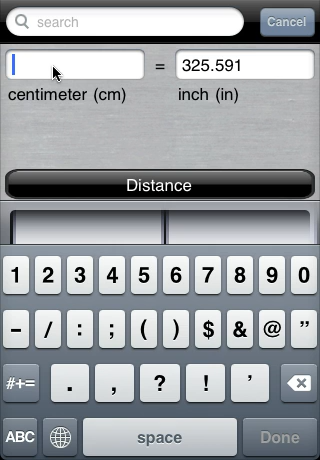 search Cancel
= 325.591
centimeter (cm) inch (in)
Distance
1 2 3 4 5 6 7 8 9 0
- / : ; ( ) $ & @ "
#+= . , ? ! '
ABC space Done